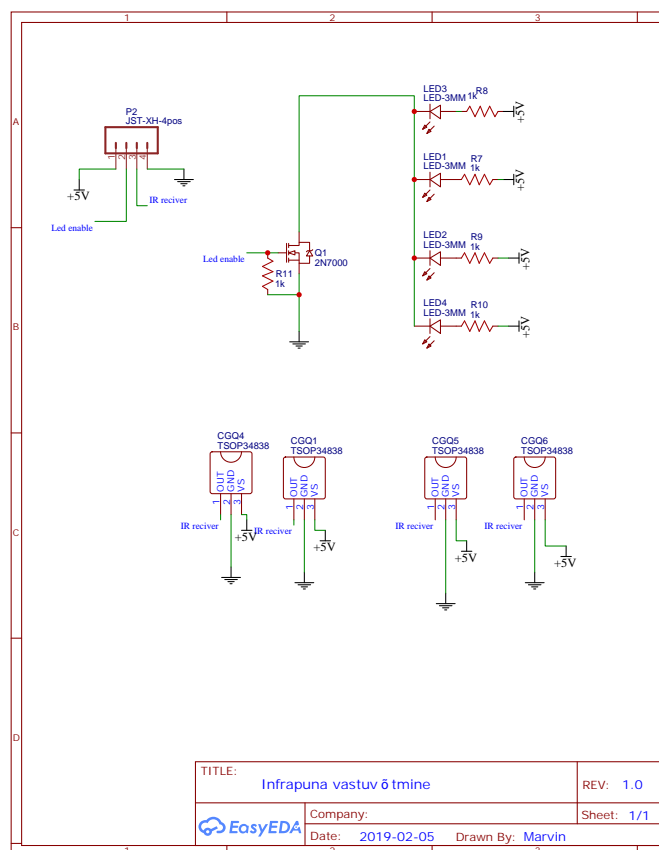 1 2 3
A
B
C
D
P2
JST-XH-4pos
1 2 3 4
+5V
IR reciver
Led enable
LED3
LED-3MM
R8
1k
+5V
LED1
LED-3MM
R7
1k
+5V
LED2
LED-3MM
R9
1k
+5V
LED4
LED-3MM
R10
1k
+5V
Led enable
Q1
2N7000
R11
1k
CGQ4
TSOP34838
OUT GND VS
1 2 3
IR reciver
+5V
CGQ1
TSOP34838
OUT GND VS
1 2 3
IR reciver
+5V
CGQ5
TSOP34838
OUT GND VS
1 2 3
IR reciver
+5V
CGQ6
TSOP34838
OUT GND VS
1 2 3
IR reciver
+5V
TITLE:
Infrapuna vastuvõtmine
REV: 1.0
EasyEDA
Company:
Sheet: 1/1
Date: 2019-02-05 Drawn By: Marvin